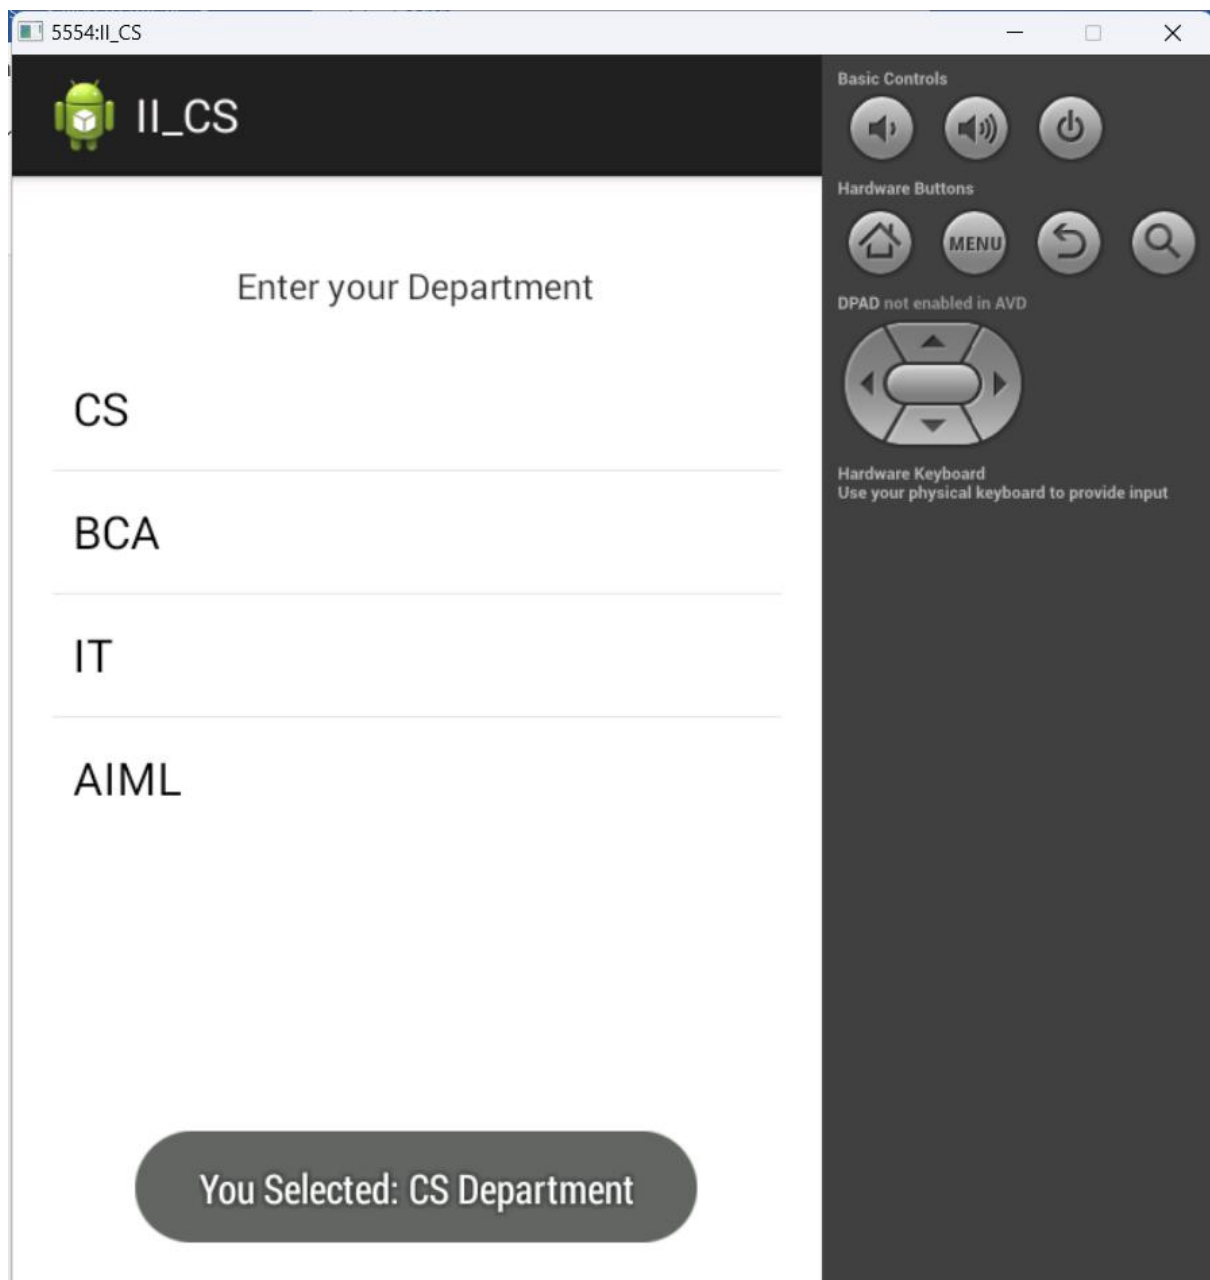 5554:II_CS
II_CS
Enter your Department
CS
BCA
IT
AIML
You Selected: CS Department
Basic Controls
Hardware Buttons
MENU
DPAD not enabled in AVD
Hardware Keyboard
Use your physical keyboard to provide input